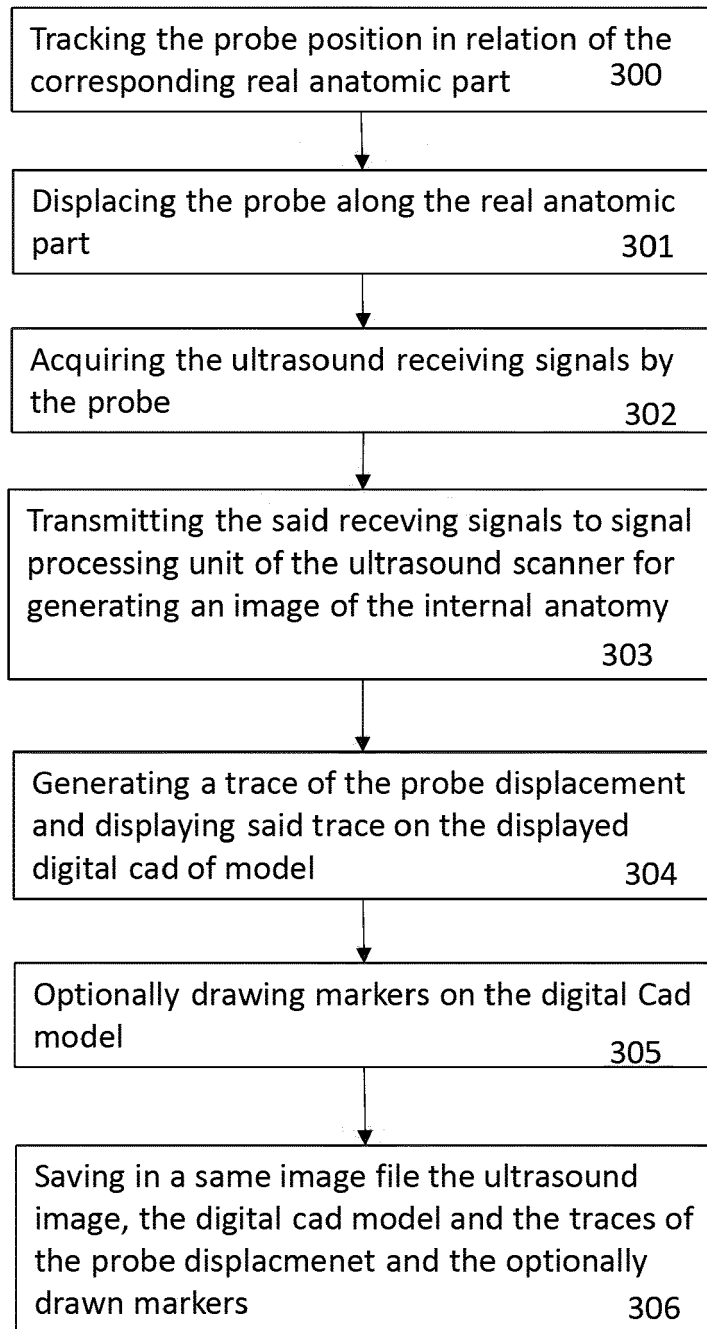 Tracking the probe position in relation of the
corresponding real anatomic part 300
Displacing the probe along the real anatomic
part 301
Acquiring the ultrasound receiving signals by
the probe 302
Transmitting the said receving signals to signal
processing unit of the ultrasound scanner for
generating an image of the internal anatomy
303
Generating a trace of the probe displacement
and displaying said trace on the displayed
digital cad of model 304
Optionally drawing markers on the digital Cad
model 305
Saving in a same image file the ultrasound
image, the digital cad model and the traces of
the probe displacmenet and the optionally
drawn markers 306